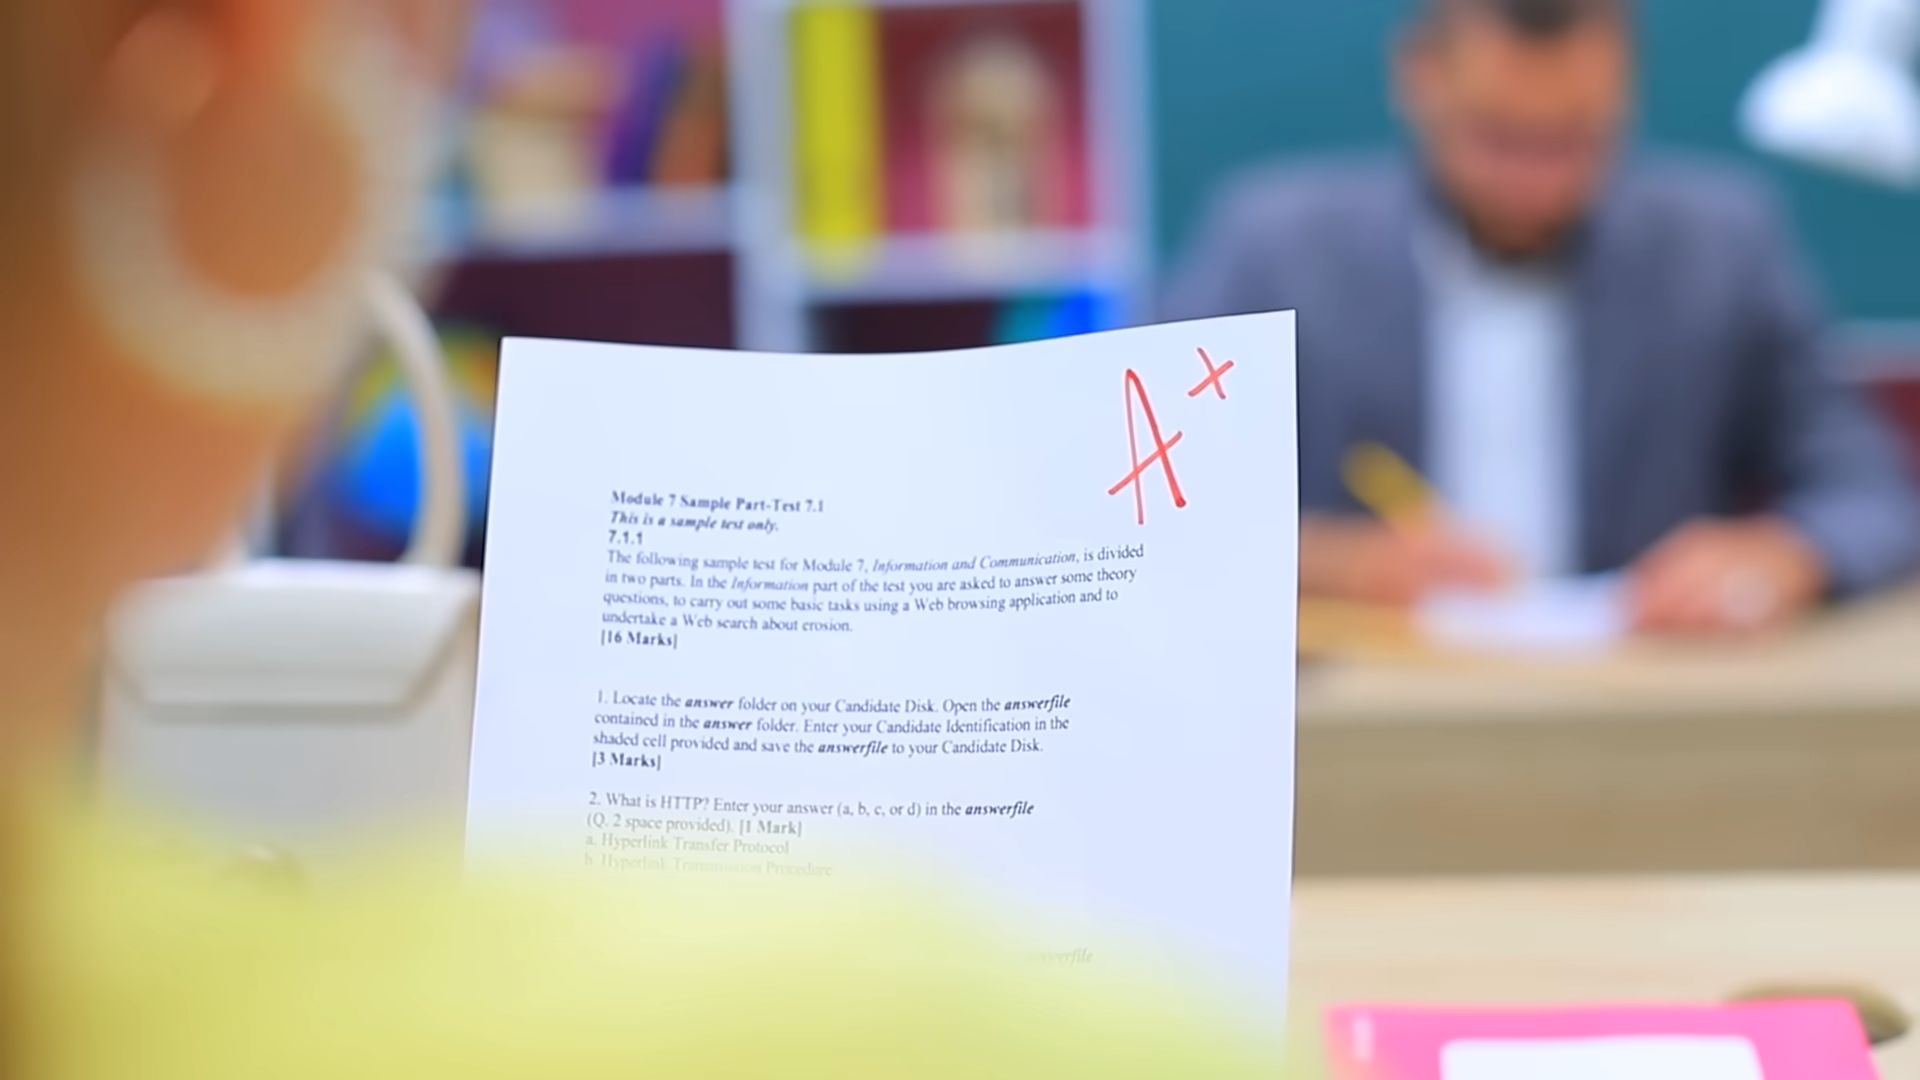 A+
Module 7 Sample Part-Test 7.1
This is a sample test only.
7.1.1
The following sample test for Module 7, Information and Communication, is divided
in two parts. In the Information part of the test you are asked to answer some theory
questions, to carry out some basic tasks using a Web browsing application and to
undertake a Web search about erosion.
[16 Marks]
1. Locate the answer folder on your Candidate Disk. Open the answerfile
contained in the answer folder. Enter your Candidate Identification in the
shaded cell provided and save the answerfile to your Candidate Disk.
[3 Marks]
2. What is HTTP? Enter your answer (a, b, c, or d) in the answerfile
(Q. 2 space provided). [1 Mark]
a. Hyperlink Transfer Protocol
b. Hyperlink Transmission Procedure